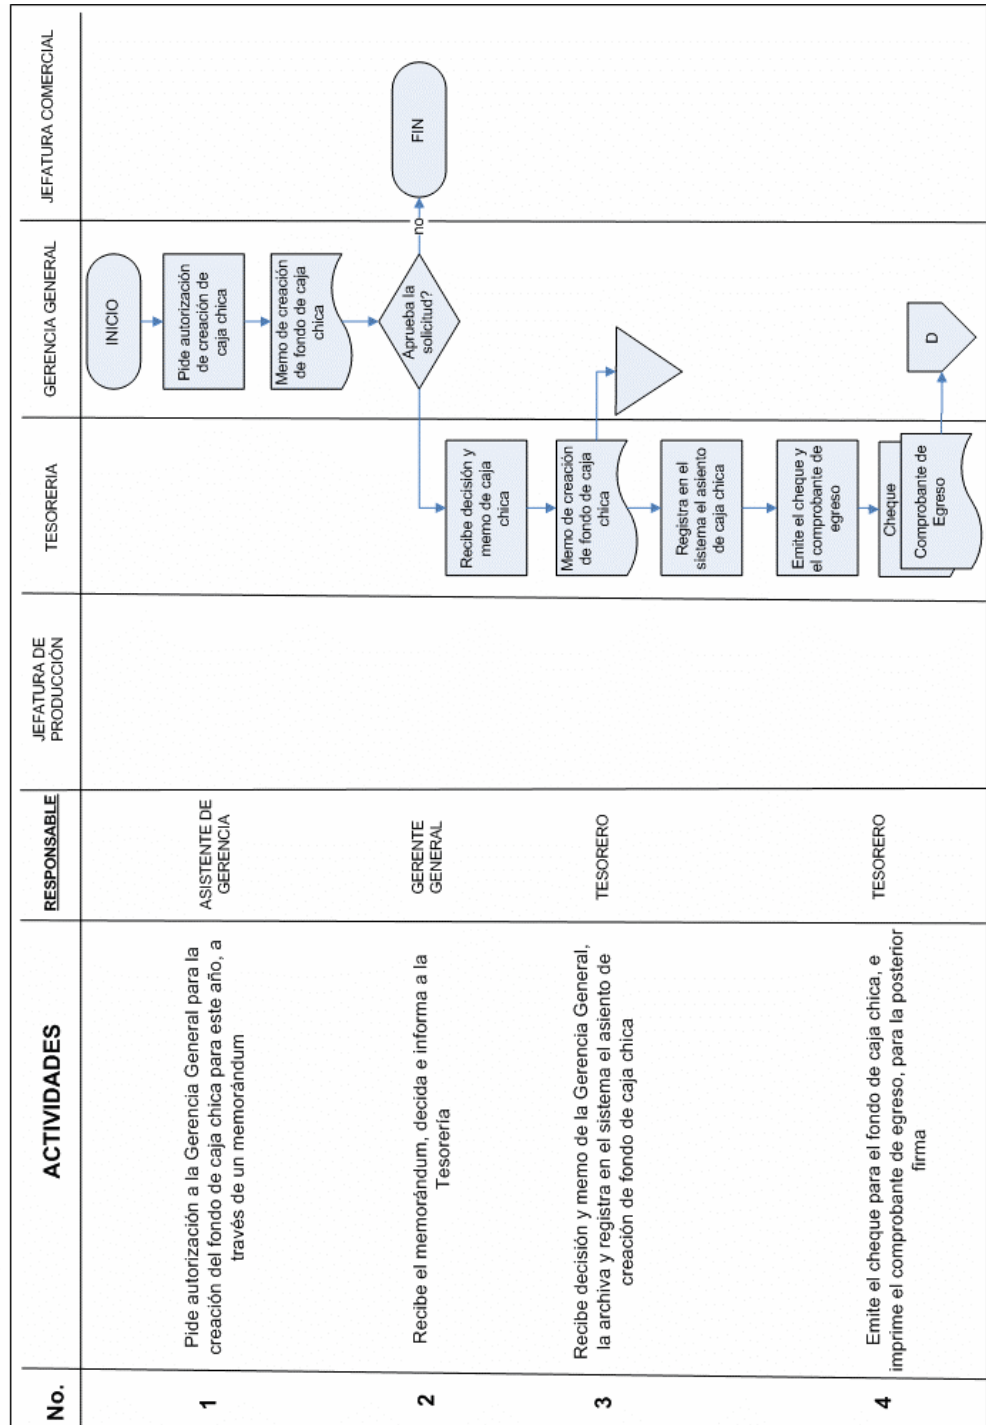 No.
ACTIVIDADES
RESPONSABLE
JEFATURA DE
PRODUCCIÓN
TESORERIA
GERENCIA GENERAL
JEFATURA COMERCIAL
1
Pide autorización a la Gerencia General para la
creación del fondo de caja chica para este año, a
través de un memorándum
ASISTENTE DE
GERENCIA
INICIO
Pide autorización
de creación de
caja chica
Memo de creación
de fondo de caja
chica
2
Recibe el memorándum, decida e informa a la
Tesorería
GERENTE
GENERAL
Aprueba la
solicitud?
no
FIN
3
Recibe decisión y memo de la Gerencia General,
la archiva y registra en el sistema el asiento de
creación de fondo de caja chica
TESORERO
Recibe decisión y
memo de caja
chica
Memo de creación
de fondo de caja
chica
Registra en el
sistema el asiento
de caja chica
4
Emite el cheque para el fondo de caja chica, e
imprime el comprobante de egreso, para la posterior
firma
TESORERO
Emite el cheque y
el comprobante de
egreso
Cheque
Comprobante de
Egreso
D